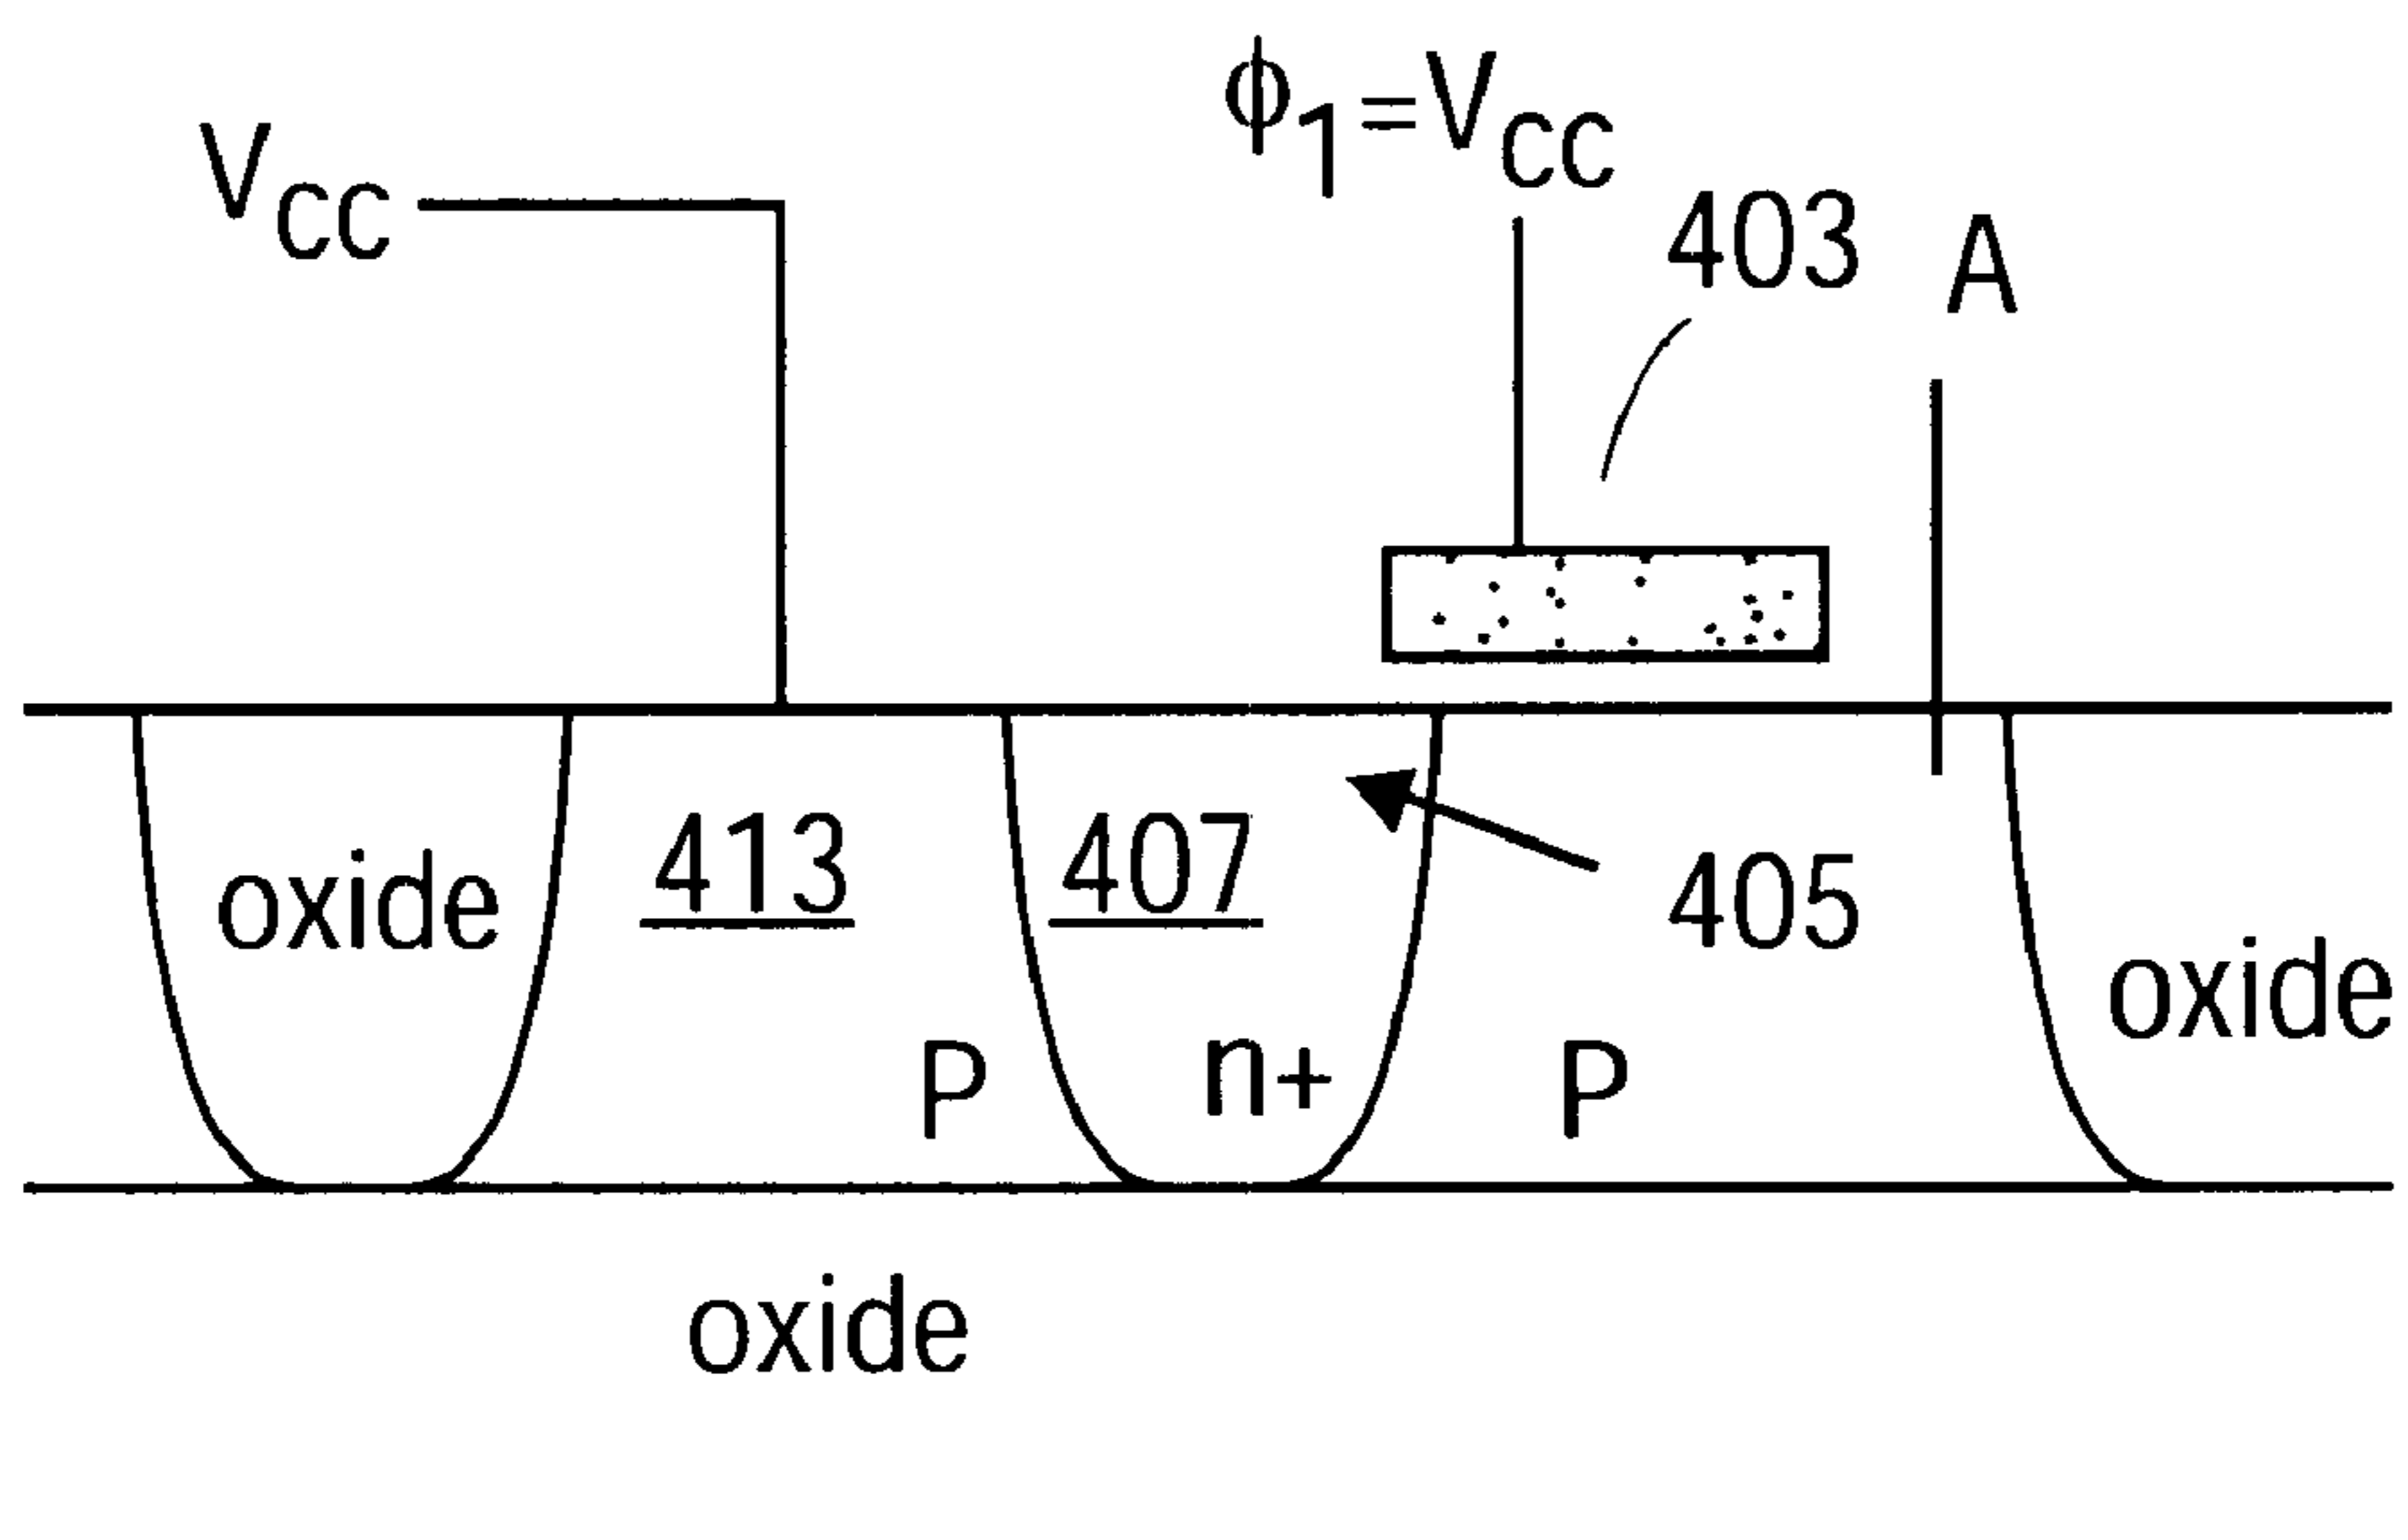 ϕ1=VCC
VCC
403 A
413 407 405
oxide oxide
P n+ P
oxide